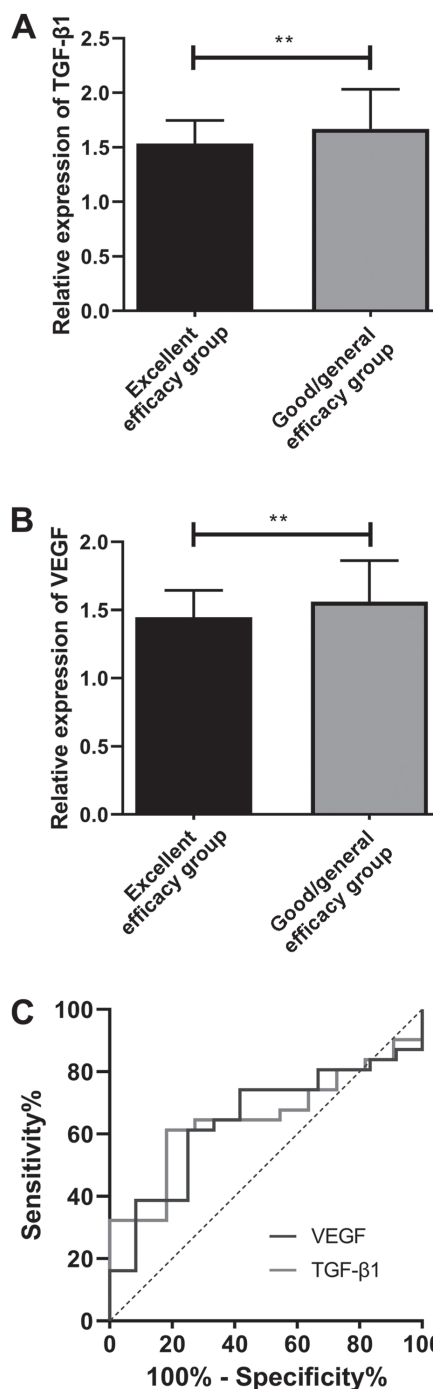 A
Relative expression of TGF-β1
2.5
2.0
1.5
1.0
0.5
0.0
**
Excellent
efficacy group
Good/general
efficacy group
B
Relative expression of VEGF
2.0
1.5
1.0
0.5
0.0
**
Excellent
efficacy group
Good/general
efficacy group
C
Sensitivity%
100
80
60
40
20
0
VEGF
TGF-β1
0 20 40 60 80 100
100% - Specificity%